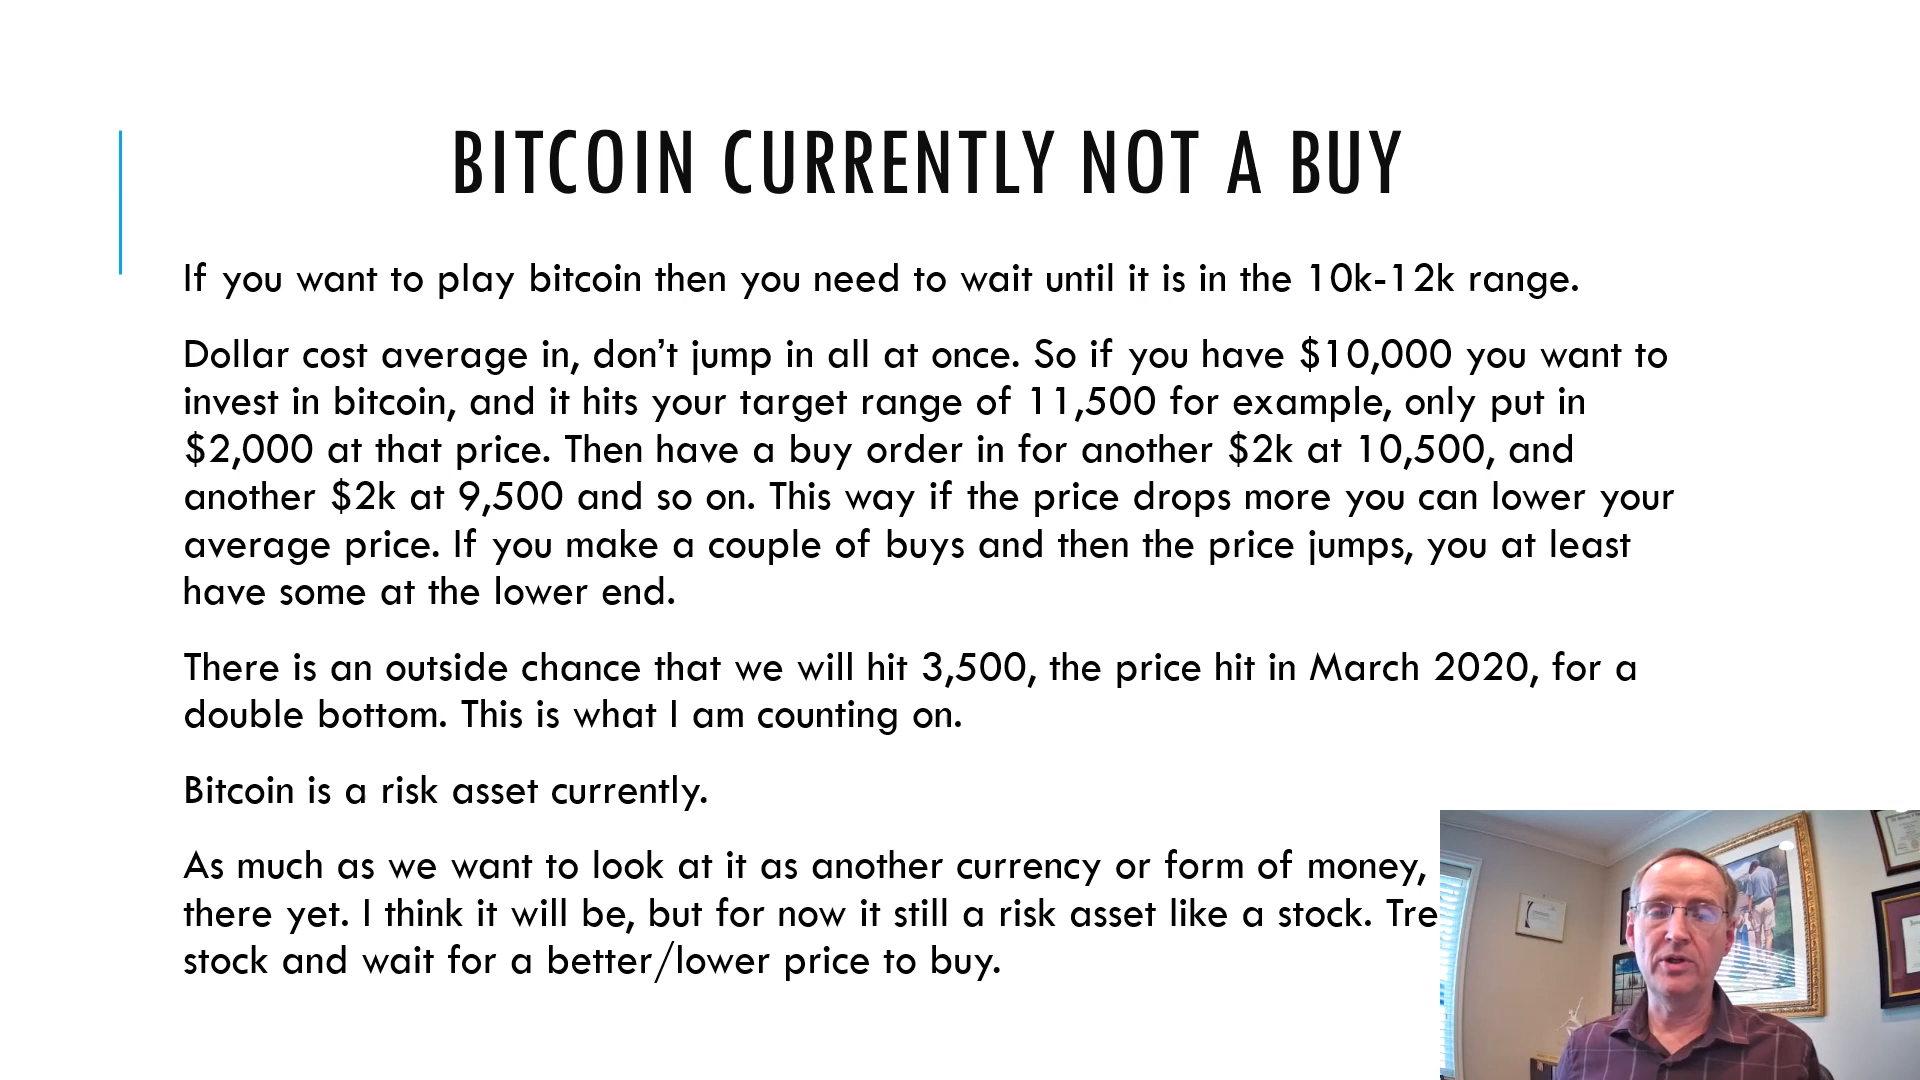 BITCOIN CURRENTLY NOT A BUY
If you want to play bitcoin then you need to wait until it is in the 10k-12k range.
Dollar cost average in, don’t jump in all at once. So if you have $10,000 you want to
invest in bitcoin, and it hits your target range of 11,500 for example, only put in
$2,000 at that price. Then have a buy order in for another $2k at 10,500, and
another $2k at 9,500 and so on. This way if the price drops more you can lower your
average price. If you make a couple of buys and then the price jumps, you at least
have some at the lower end.
There is an outside chance that we will hit 3,500, the price hit in March 2020, for a
double bottom. This is what I am counting on.
Bitcoin is a risk asset currently.
As much as we want to look at it as another currency or form of money,
there yet. I think it will be, but for now it still a risk asset like a stock. Tre
stock and wait for a better/lower price to buy.